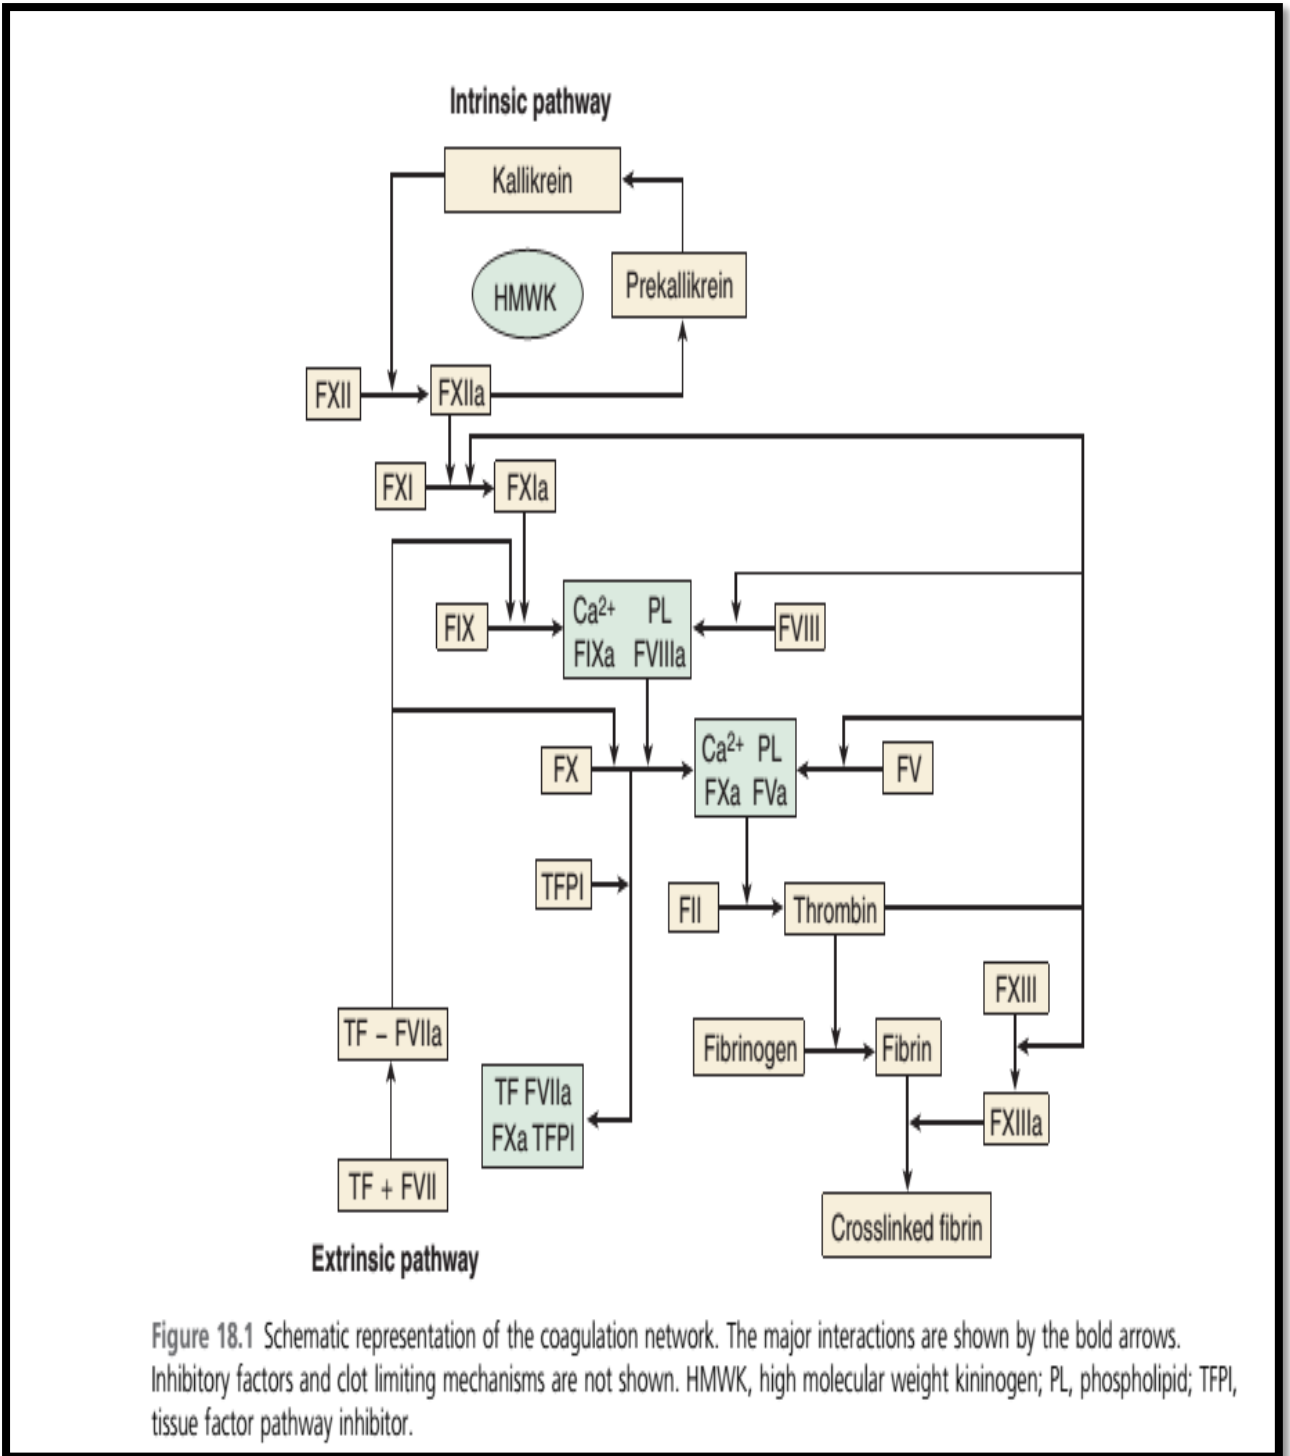 Intrinsic pathway
Kallikrein
HMWK
Prekallikrein
FXII
FXIIa
FXI
FXIa
FIX
Ca2+ PL
FIXa FVIIIa
FVIII
FX
Ca2+ PL
FXa FVa
FV
TFPI
FII
Thrombin
FXIII
TF – FVIIa
Fibrinogen
Fibrin
TF FVIIa
FXa TFPI
FXIIIa
TF + FVII
Crosslinked fibrin
Extrinsic pathway
Figure 18.1 Schematic representation of the coagulation network. The major interactions are shown by the bold arrows.
Inhibitory factors and clot limiting mechanisms are not shown. HMWK, high molecular weight kininogen; PL, phospholipid; TFPI,
tissue factor pathway inhibitor.